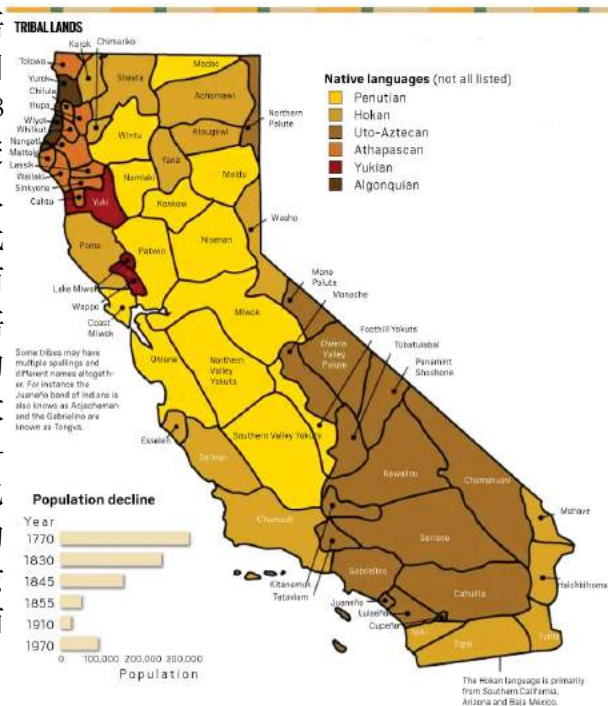 TRIBAL LANDS
Karok
Chimariko
Tolowa
Yurok
Chilula
Hupa
Wiyot
Whilkut
Nongatl
Mattole
Lassik
Wailaki
Sinkyone
Cahto
Shasta
Modoc
Achomawi
Atsugewi
Northern
Paiute
Wintu
Yana
Nomlaki
Maidu
Yuki
Konkow
Washo
Pomo
Patwin
Nisenan
Lake Miwok
Wappo
Coast
Miwok
Miwok
Mono
Paiute
Monache
Owens
Valley
Paiute
Foothill Yokuts
Tubatulabal
Panamint
Shoshone
Ohlone
Northern
Valley
Yokuts
Southern Valley Yokuts
Esselen
Salinan
Kawaiisu
Chemehuevi
Chumash
Serrano
Mohave
Kitanemuk
Tataviam
Gabrielino
Cahuilla
Halchidhoma
Juaneño
Luiseño
Cupeño
Tipai
Yuma
Native languages (not all listed)
Penutian
Hokan
Uto-Aztecan
Athapascan
Yukian
Algonquian
Some tribes may have
multiple spellings and
different names altogeth-
er. For instance the
Juaneño band of Indians is
also known as Acjachemen
and the Gabrielino are
known as Tongva.
Population decline
Year
1770
1830
1845
1855
1910
1970
0 100,000 200,000 300,000
Population
The Hokan language is primarily
from Southern California,
Arizona and Baja Mexico.